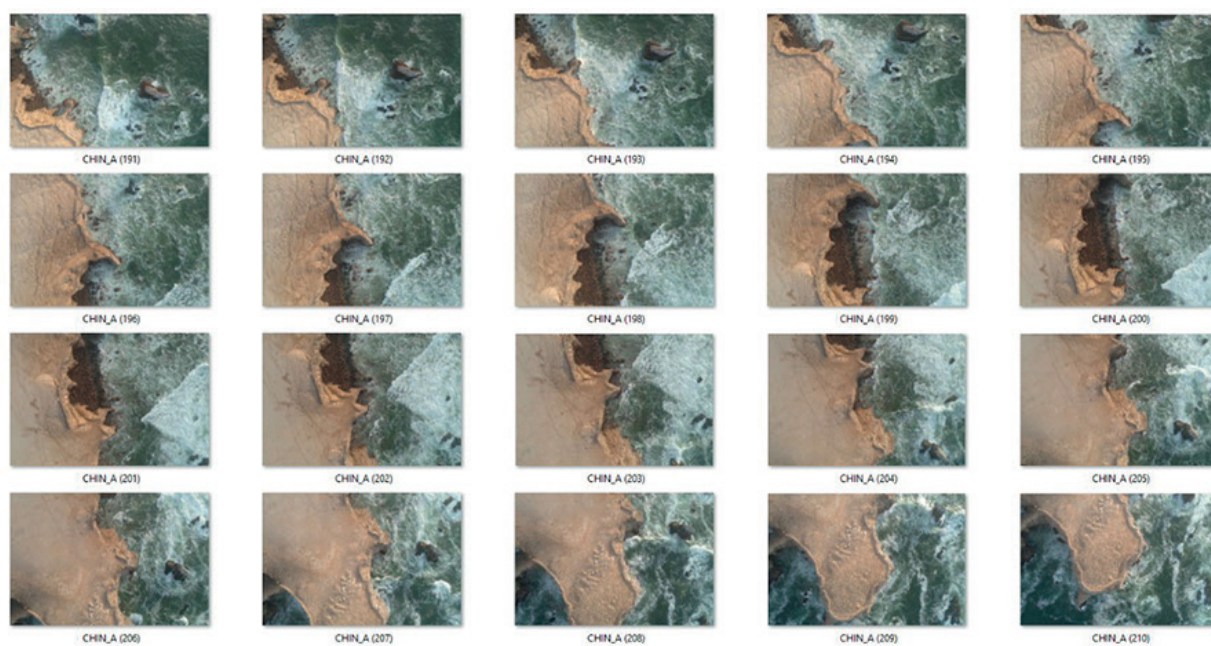 CHIN_A (191) CHIN_A (192) CHIN_A (193) CHIN_A (194) CHIN_A (195)
CHIN_A (196) CHIN_A (197) CHIN_A (198) CHIN_A (199) CHIN_A (200)
CHIN_A (201) CHIN_A (202) CHIN_A (203) CHIN_A (204) CHIN_A (205)
CHIN_A (206) CHIN_A (207) CHIN_A (208) CHIN_A (209) CHIN_A (210)